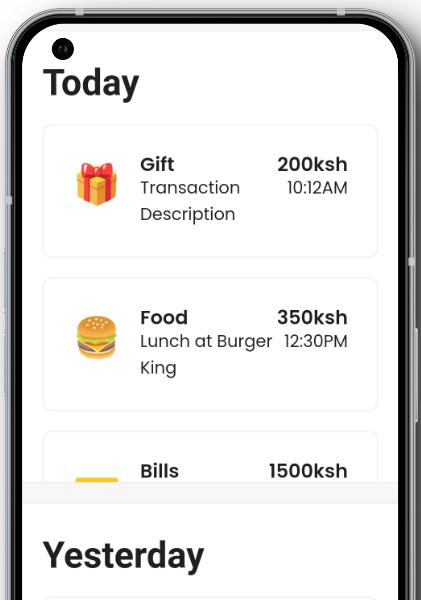 Today
Gift 200ksh
Transaction 10:12AM
Description
Food 350ksh
Lunch at Burger 12:30PM
King
Bills 1500ksh
Yesterday